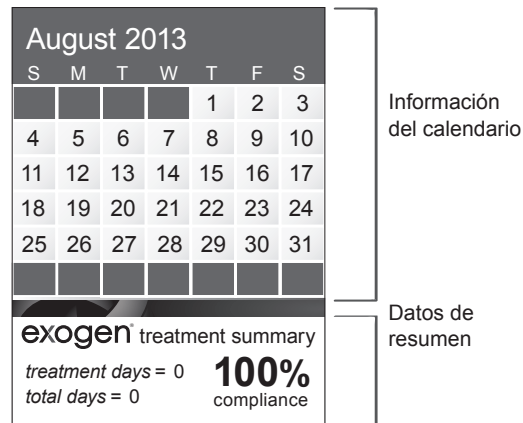 August 2013
S M T W T F S
1 2 3
4 5 6 7 8 9 10
11 12 13 14 15 16 17
18 19 20 21 22 23 24
25 26 27 28 29 30 31
Información
del calendario
Datos de
resumen
exogen treatment summary
treatment days = 0
total days = 0
100%
compliance